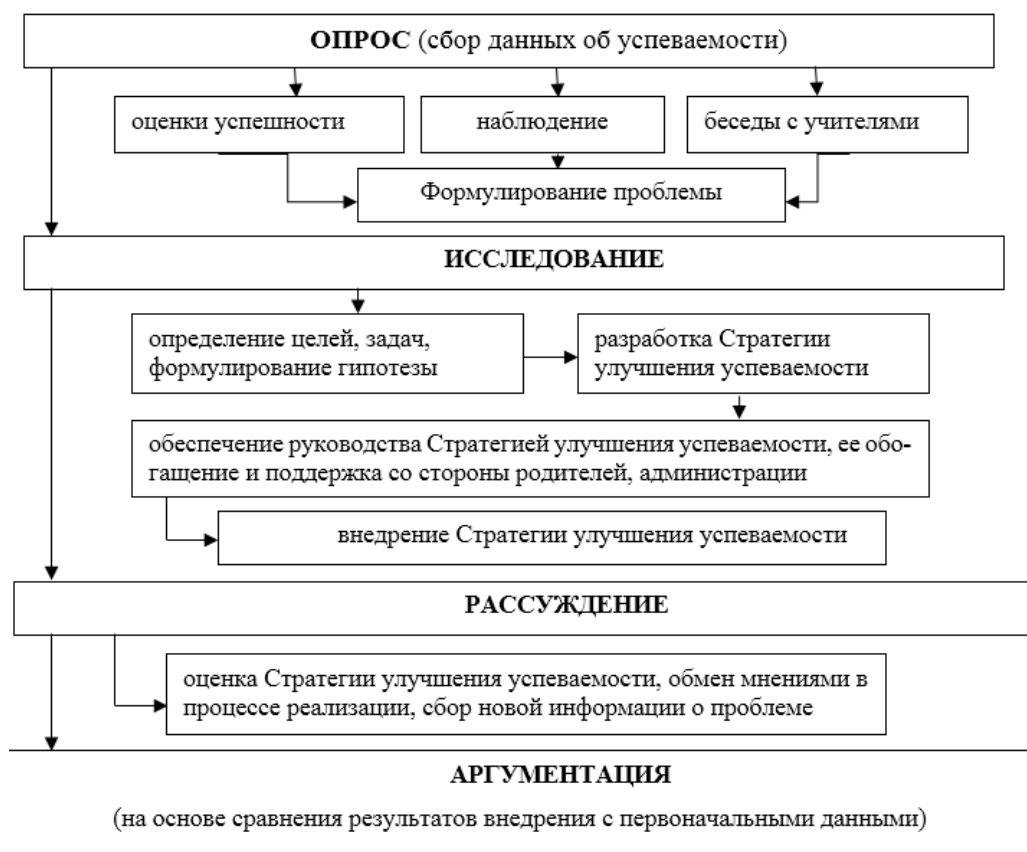 ОПРОС (сбор данных об успеваемости)
оценки успешности
наблюдение
беседы с учителями
Формулирование проблемы
ИССЛЕДОВАНИЕ
определение целей, задач,
формулирование гипотезы
разработка Стратегии
улучшения успеваемости
обеспечение руководства Стратегией улучшения успеваемости, ее обо-
гащение и поддержка со стороны родителей, администрации
внедрение Стратегии улучшения успеваемости
РАССУЖДЕНИЕ
оценка Стратегии улучшения успеваемости, обмен мнениями в
процессе реализации, сбор новой информации о проблеме
АРГУМЕНТАЦИЯ
(на основе сравнения результатов внедрения с первоначальными данными)